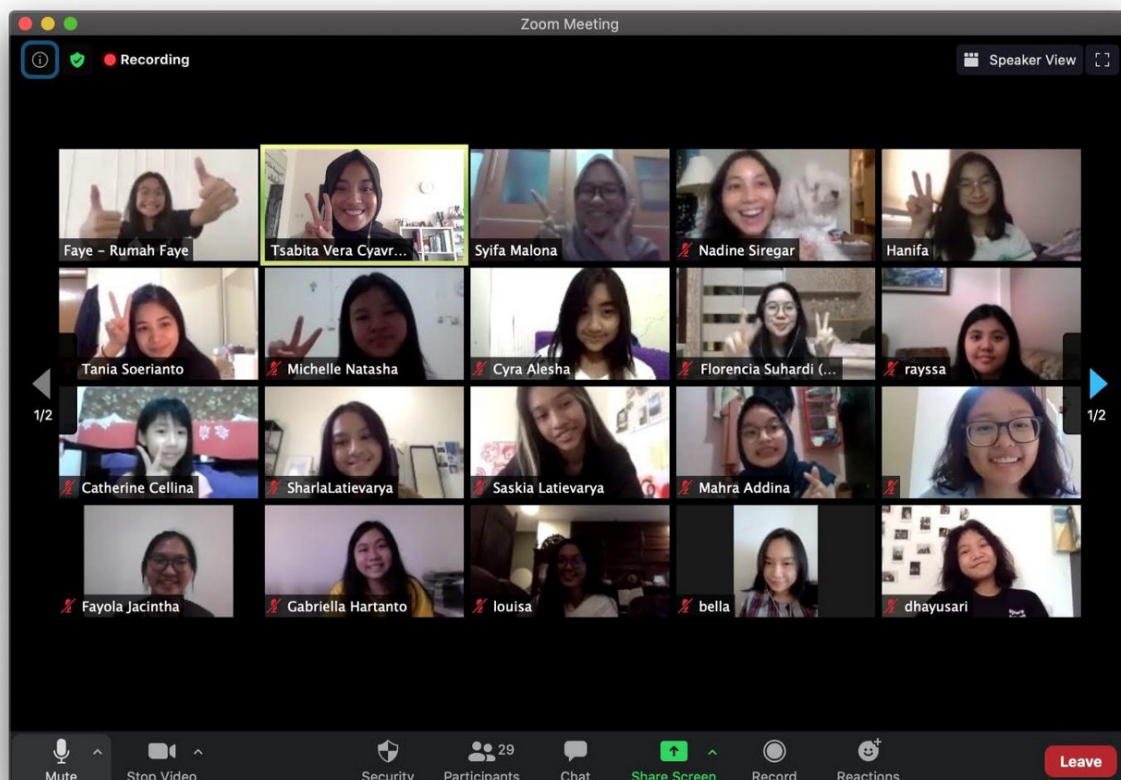 Zoom Meeting
Recording
Speaker View
Faye – Rumah Faye
Tsabita Vera Cyavr...
Syifa Malona
Nadine Siregar
Hanifa
Tania Soerianto
Michelle Natasha
Cyra Alesha
Florencia Suhardi (...
rayssa
1/2
1/2
Catherine Cellina
SharlaLatievarya
Saskia Latievarya
Mahra Addina
Fayola Jacintha
Gabriella Hartanto
louisa
bella
dhayusari
Mute
Stop Video
Security
29
Participants
Chat
Share Screen
Record
Reactions
Leave